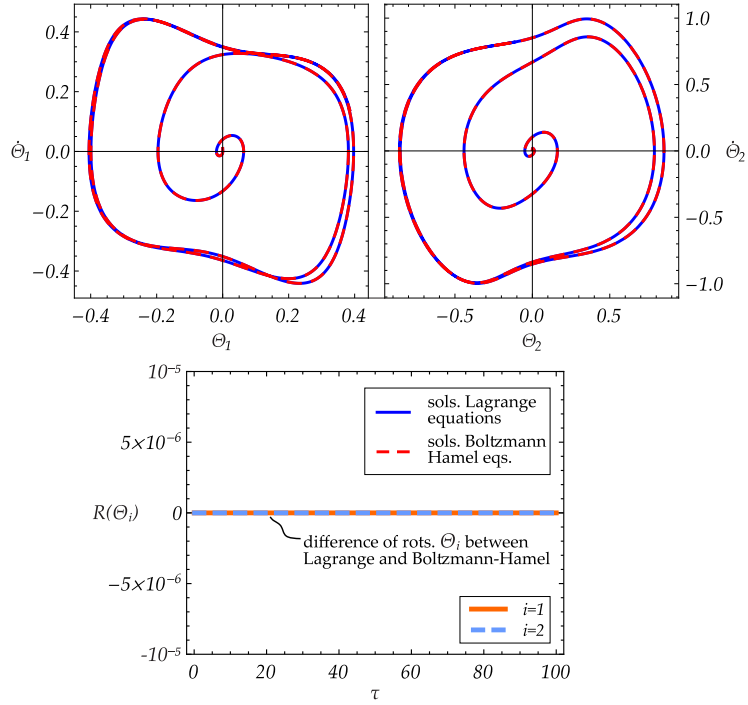 0.4
0.2
0.0
−0.2
−0.4
Θ̇1
−0.4
−0.2
0.0
0.2
0.4
Θ1
1.0
0.5
0.0
−0.5
−1.0
Θ̇2
−0.5
0.0
0.5
Θ2
10-5
5×10-6
0
−5×10-6
-10-5
R(Θi)
sols. Lagrange
equations
sols. Boltzmann
Hamel eqs.
difference of rots. Θi between
Lagrange and Boltzmann-Hamel
i=1
i=2
0
20
40
60
80
100
τ